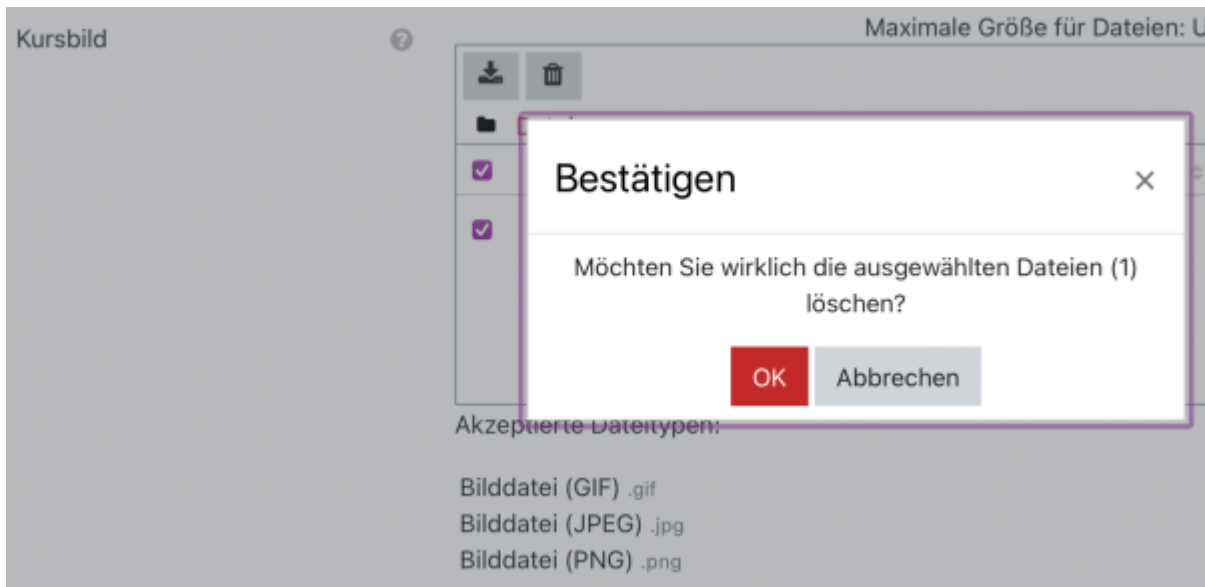 Kursbild
Maximale Größe für Dateien: U
Bestätigen
Möchten Sie wirklich die ausgewählten Dateien (1)
löschen?
OK Abbrechen
Akzeptierte Dateitypen:
Bilddatei (GIF) .gif
Bilddatei (JPEG) .jpg
Bilddatei (PNG) .png